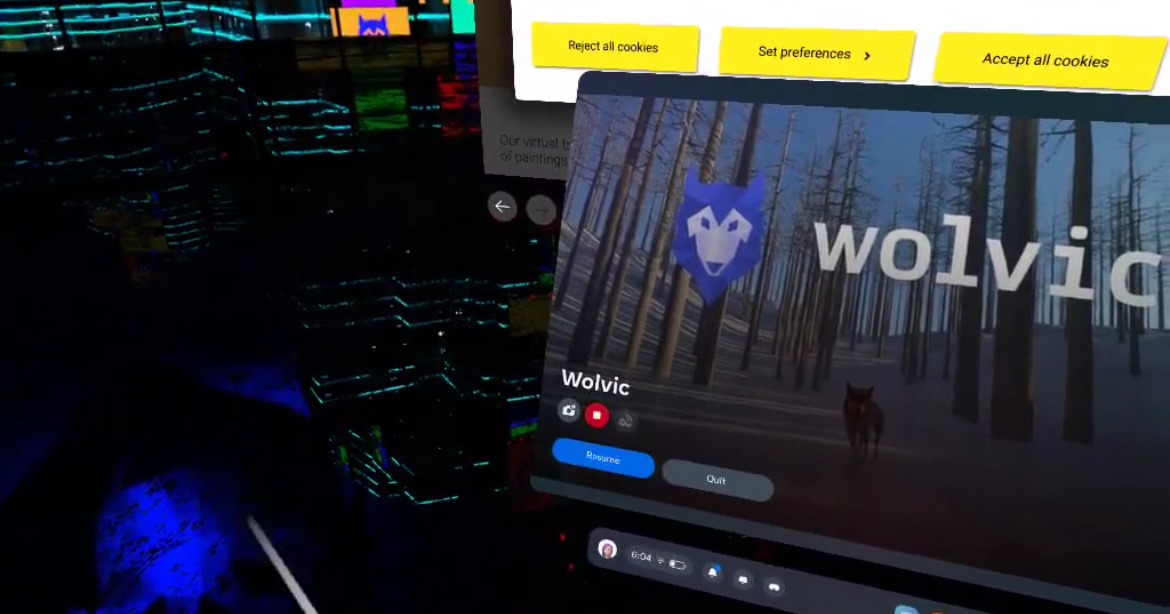 Reject all cookies
Set preferences
Accept all cookies
Our virtual
of paintings
wolvic
Wolvic
Resume
Quit
6:04